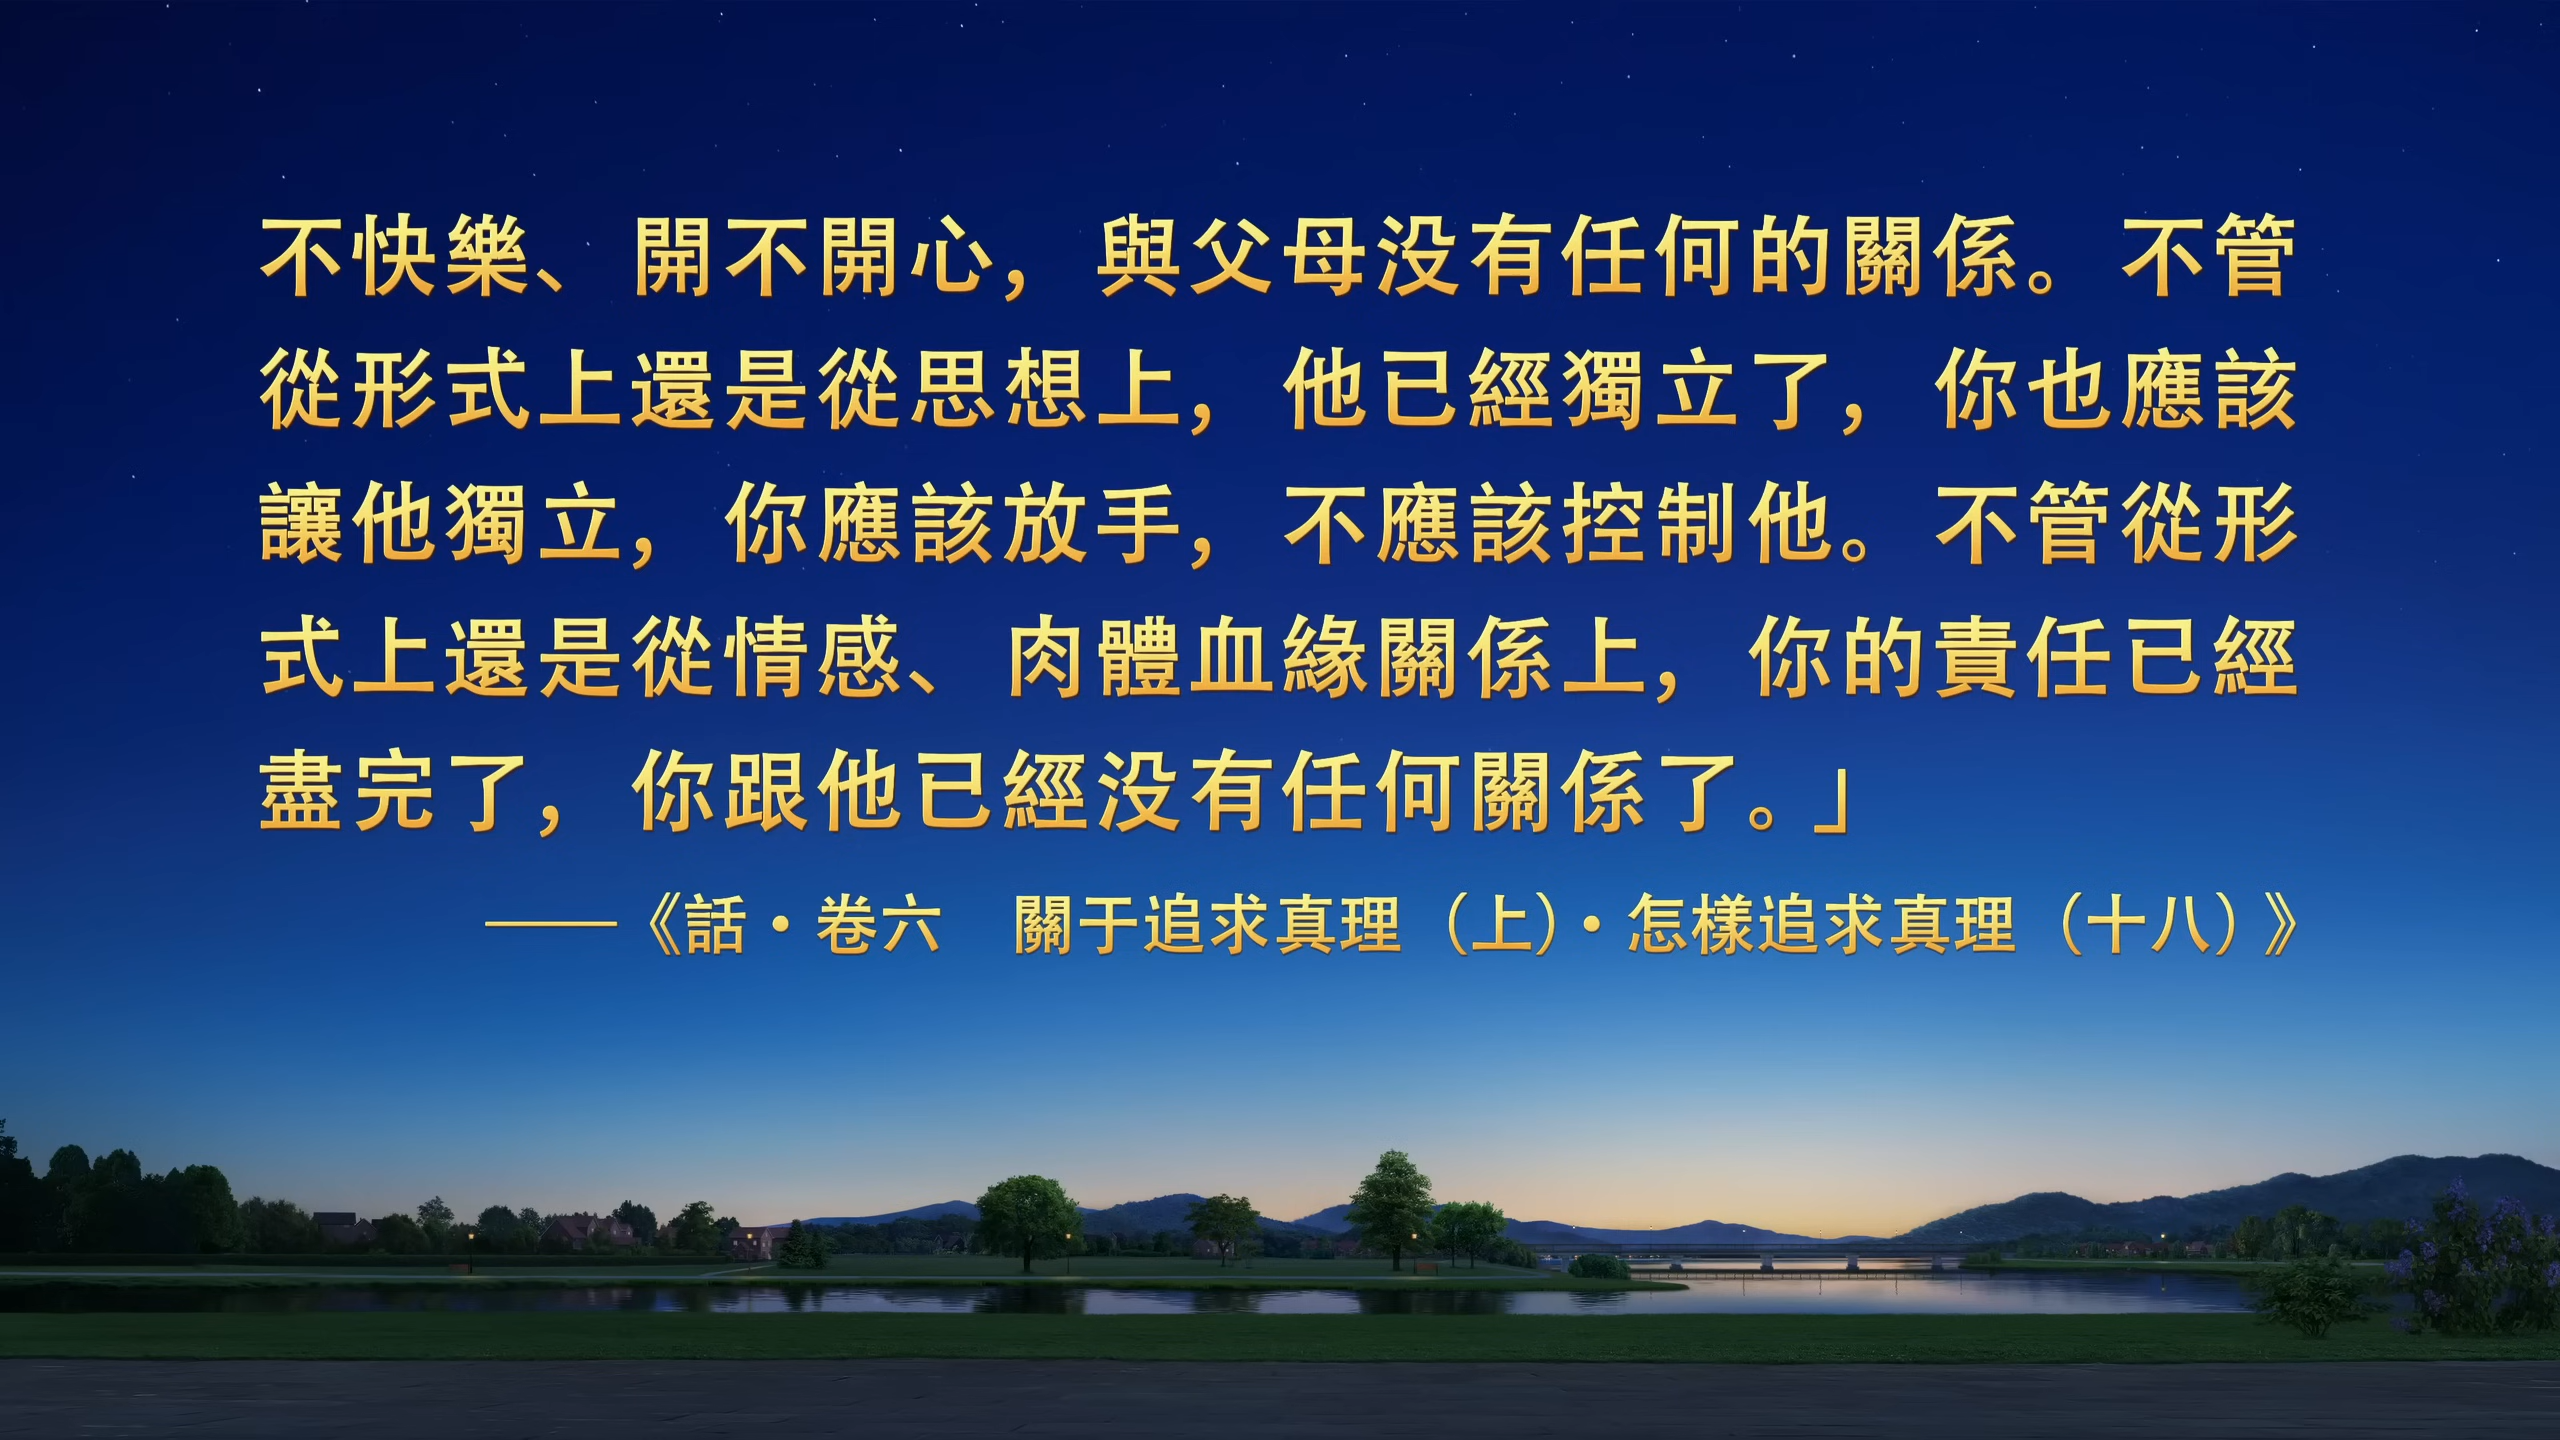 不快樂、開不開心，與父母没有任何的關係。不管
從形式上還是從思想上，他已經獨立了，你也應該
讓他獨立，你應該放手，不應該控制他。不管從形
式上還是從情感、肉體血緣關係上，你的責任已經
盡完了，你跟他已經没有任何關係了。」
——《話・卷六　關于追求真理（上）・怎樣追求真理（十八）》